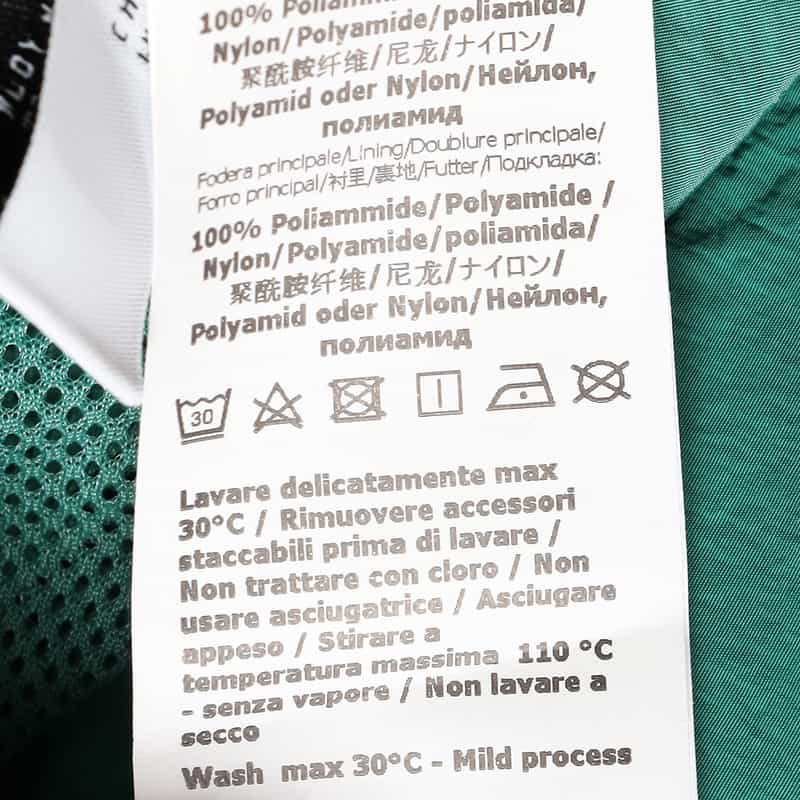 100% Poliammide/
Nylon/Polyamide/poliamida/
聚酰胺纤维/尼龙/ナイロン/
Polyamid oder Nylon/Нейлон,
полиамид
Fodera principale/Lining/Doublure principale/
Forro principal/衬里/裏地/Futter/Подкладка:
100% Poliammide/Polyamide /
Nylon/Polyamide/poliamida/
聚酰胺纤维/尼龙/ナイロン/
Polyamid oder Nylon/Нейлон,
полиамид
30
Lavare delicatamente max
30°C / Rimuovere accessori
staccabili prima di lavare /
Non trattare con cloro / Non
usare asciugatrice / Asciugare
appeso / Stirare a
temperatura massima 110 °C
- senza vapore / Non lavare a
secco
Wash max 30°C - Mild process